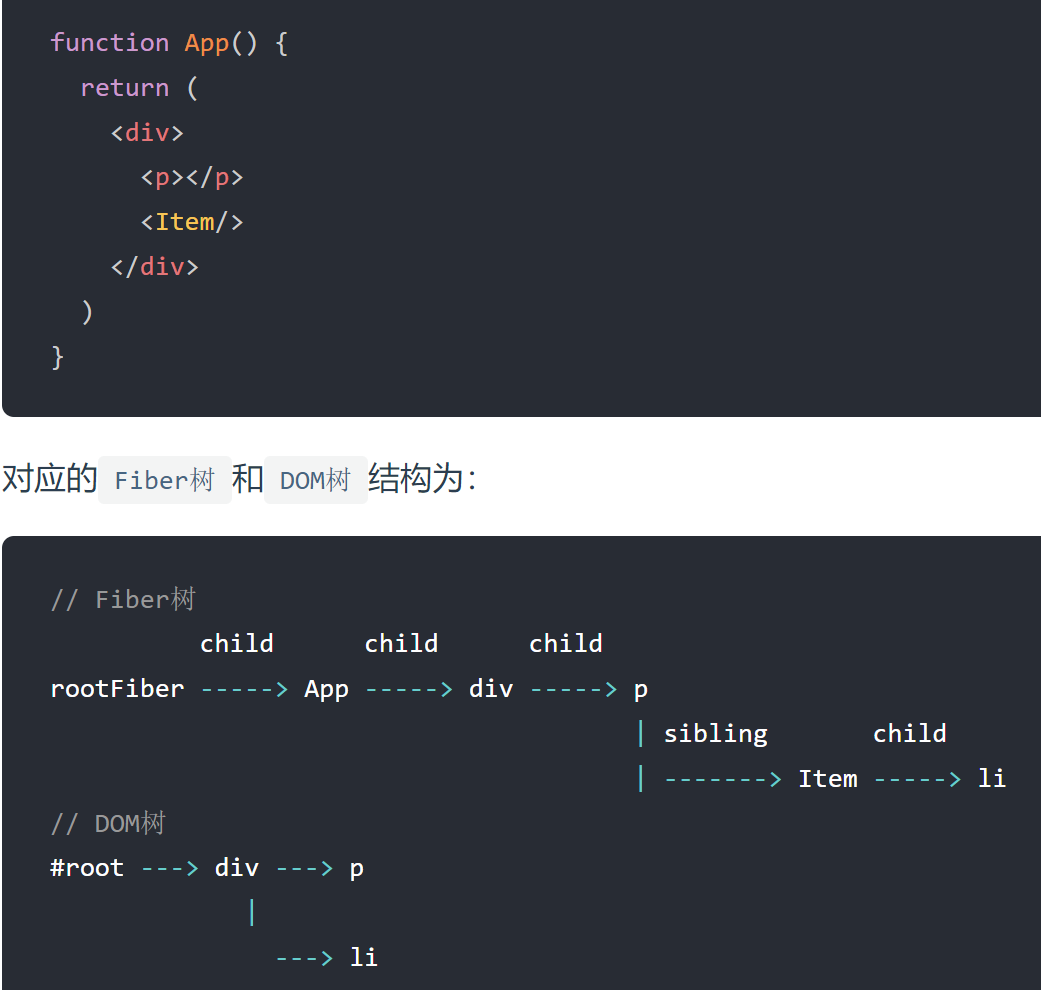 function App() {
  return (
    <div>
      <p></p>
      <Item/>
    </div>
  )
}
对应的 Fiber树 和 DOM树 结构为：
// Fiber树
          child      child      child
rootFiber -----> App -----> div -----> p
                                       | sibling       child
                                       | -------> Item -----> li
// DOM树
#root ---> div ---> p
             |
               ---> li